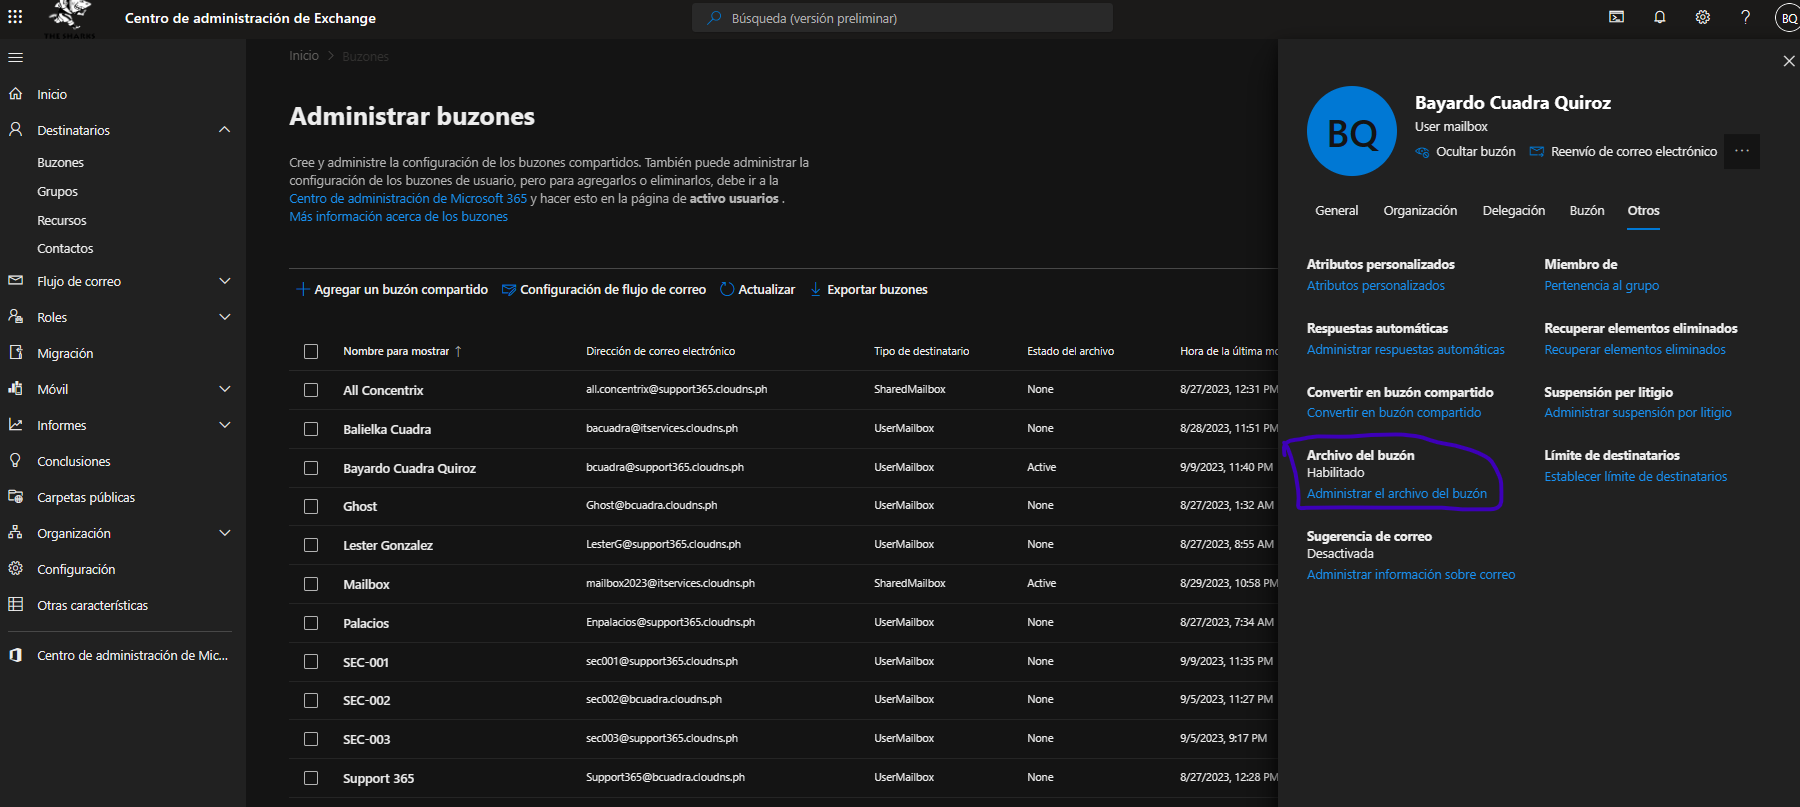 THE SHARKS
Centro de administración de Exchange
Búsqueda (versión preliminar)
?
BQ
Inicio
Destinatarios
Buzones
Grupos
Recursos
Contactos
Flujo de correo
Roles
Migración
Móvil
Informes
Conclusiones
Carpetas públicas
Organización
Configuración
Otras características
Centro de administración de Mic...
Inicio > Buzones
Administrar buzones
Cree y administre la configuración de los buzones compartidos. También puede administrar la
configuración de los buzones de usuario, pero para agregarlos o eliminarlos, debe ir a la
Centro de administración de Microsoft 365 y hacer esto en la página de activo usuarios .
Más información acerca de los buzones
Agregar un buzón compartido Configuración de flujo de correo Actualizar Exportar buzones
Nombre para mostrar ↑ Dirección de correo electrónico Tipo de destinatario Estado del archivo Hora de la última mo
All Concentrix all.concentrix@support365.cloudns.ph SharedMailbox None 8/27/2023, 12:31 PM
Balielka Cuadra bacuadra@itservices.cloudns.ph UserMailbox None 8/28/2023, 11:51 PM
Bayardo Cuadra Quiroz bcuadra@support365.cloudns.ph UserMailbox Active 9/9/2023, 11:40 PM
Ghost Ghost@bcuadra.cloudns.ph UserMailbox None 8/27/2023, 1:32 AM
Lester Gonzalez LesterG@support365.cloudns.ph UserMailbox None 8/27/2023, 8:55 AM
Mailbox mailbox2023@itservices.cloudns.ph SharedMailbox Active 8/29/2023, 10:58 PM
Palacios Enpalacios@support365.cloudns.ph UserMailbox None 8/27/2023, 7:34 AM
SEC-001 sec001@support365.cloudns.ph UserMailbox None 9/9/2023, 11:35 PM
SEC-002 sec002@bcuadra.cloudns.ph UserMailbox None 9/5/2023, 11:27 PM
SEC-003 sec003@support365.cloudns.ph UserMailbox None 9/5/2023, 9:17 PM
Support 365 Support365@bcuadra.cloudns.ph UserMailbox None 8/27/2023, 12:28 PM
BQ
Bayardo Cuadra Quiroz
User mailbox
Ocultar buzón Reenvío de correo electrónico ...
General Organización Delegación Buzón Otros
Atributos personalizados
Atributos personalizados
Miembro de
Pertenencia al grupo
Respuestas automáticas
Administrar respuestas automáticas
Recuperar elementos eliminados
Recuperar elementos eliminados
Convertir en buzón compartido
Convertir en buzón compartido
Suspensión por litigio
Administrar suspensión por litigio
Archivo del buzón
Habilitado
Administrar el archivo del buzón
Límite de destinatarios
Establecer límite de destinatarios
Sugerencia de correo
Desactivada
Administrar información sobre correo